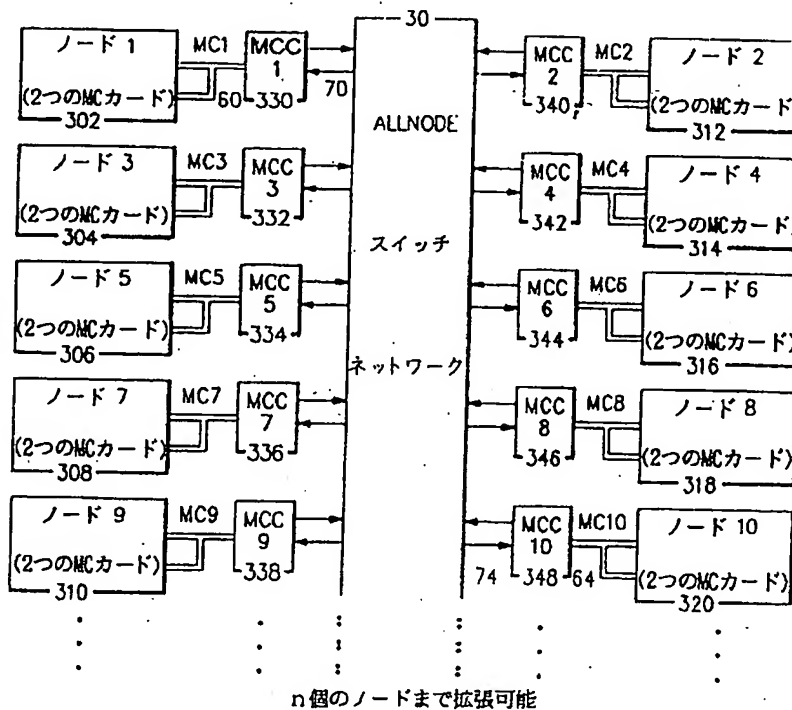 30
ノード 1
(2つのMCカード)
302
MC1
60
MCC
1
330
70
MCC
2
340
MC2
ノード 2
(2つのMCカード)
312
ALLNODE
スイッチ
ネットワーク
ノード 3
(2つのMCカード)
304
MC3
MCC
3
332
MCC
4
342
MC4
ノード 4
(2つのMCカード)
314
ノード 5
(2つのMCカード)
306
MC5
MCC
5
334
MCC
6
344
MC6
ノード 6
(2つのMCカード)
316
ノード 7
(2つのMCカード)
308
MC7
MCC
7
336
MCC
8
346
MC8
ノード 8
(2つのMCカード)
318
ノード 9
(2つのMCカード)
310
MC9
MCC
9
338
74
MCC
10
348
MC10
64
ノード 10
(2つのMCカード)
320
n個のノードまで拡張可能